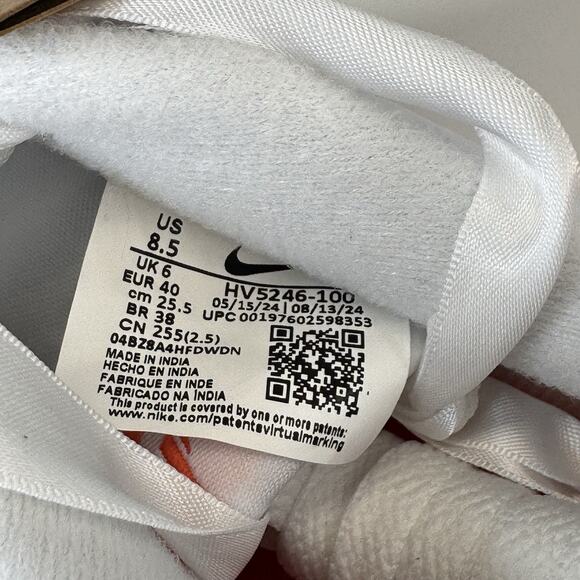 US
8.5
UK 6
EUR 40
cm 25.5
BR 38
CN 255(2.5)
HV5246-100
05/15/24 | 08/13/24
UPC 00197602598353
04BZ8A4HFDWDN
MADE IN INDIA
HECHO EN INDIA
FABRIQUE EN INDE
FABRICADO NA ÍNDIA
This product is covered by one or more patents:
www.nike.com/patentsvirtualmarking